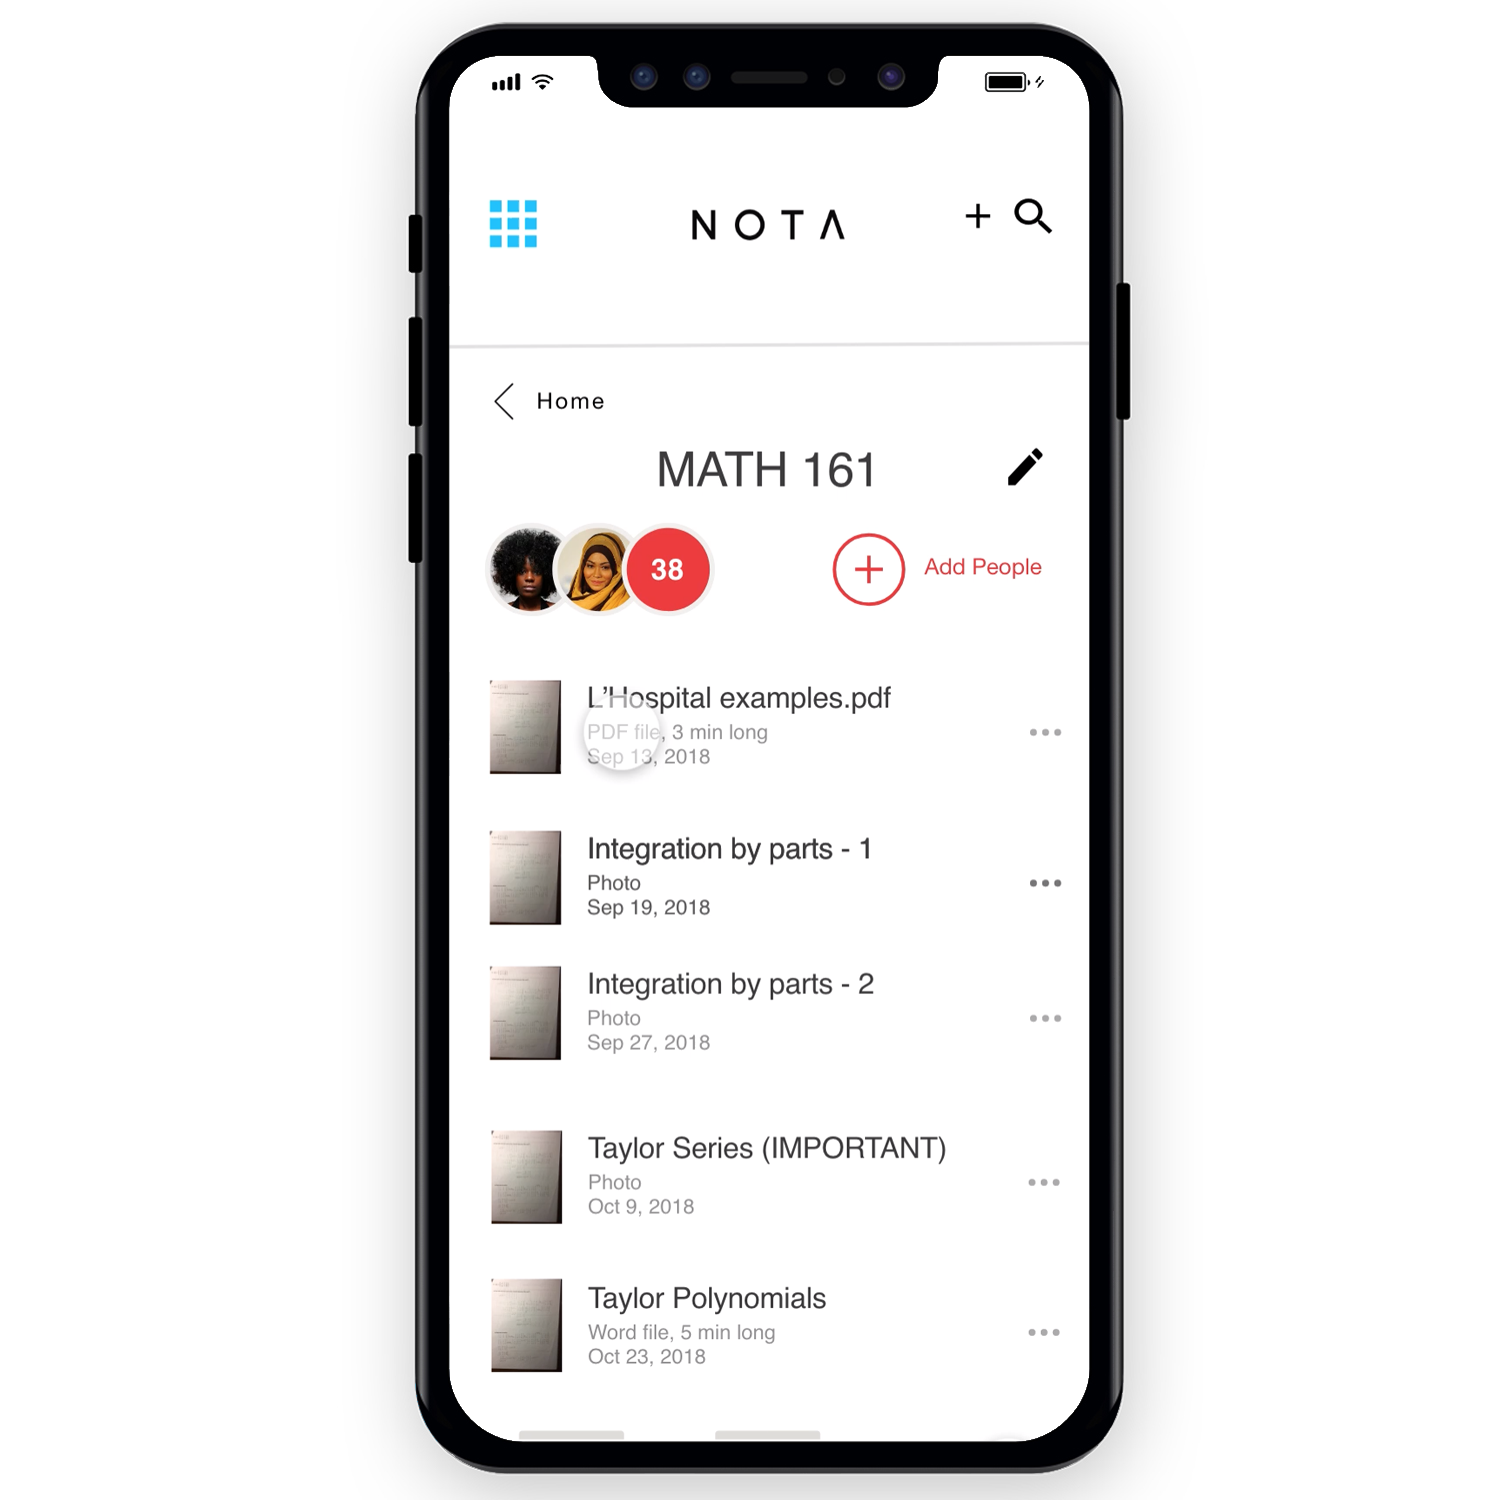 NOTA
Home
MATH 161
38
Add People
L’Hospital examples.pdf
PDF file, 3 min long
Sep 13, 2018
Integration by parts - 1
Photo
Sep 19, 2018
Integration by parts - 2
Photo
Sep 27, 2018
Taylor Series (IMPORTANT)
Photo
Oct 9, 2018
Taylor Polynomials
Word file, 5 min long
Oct 23, 2018